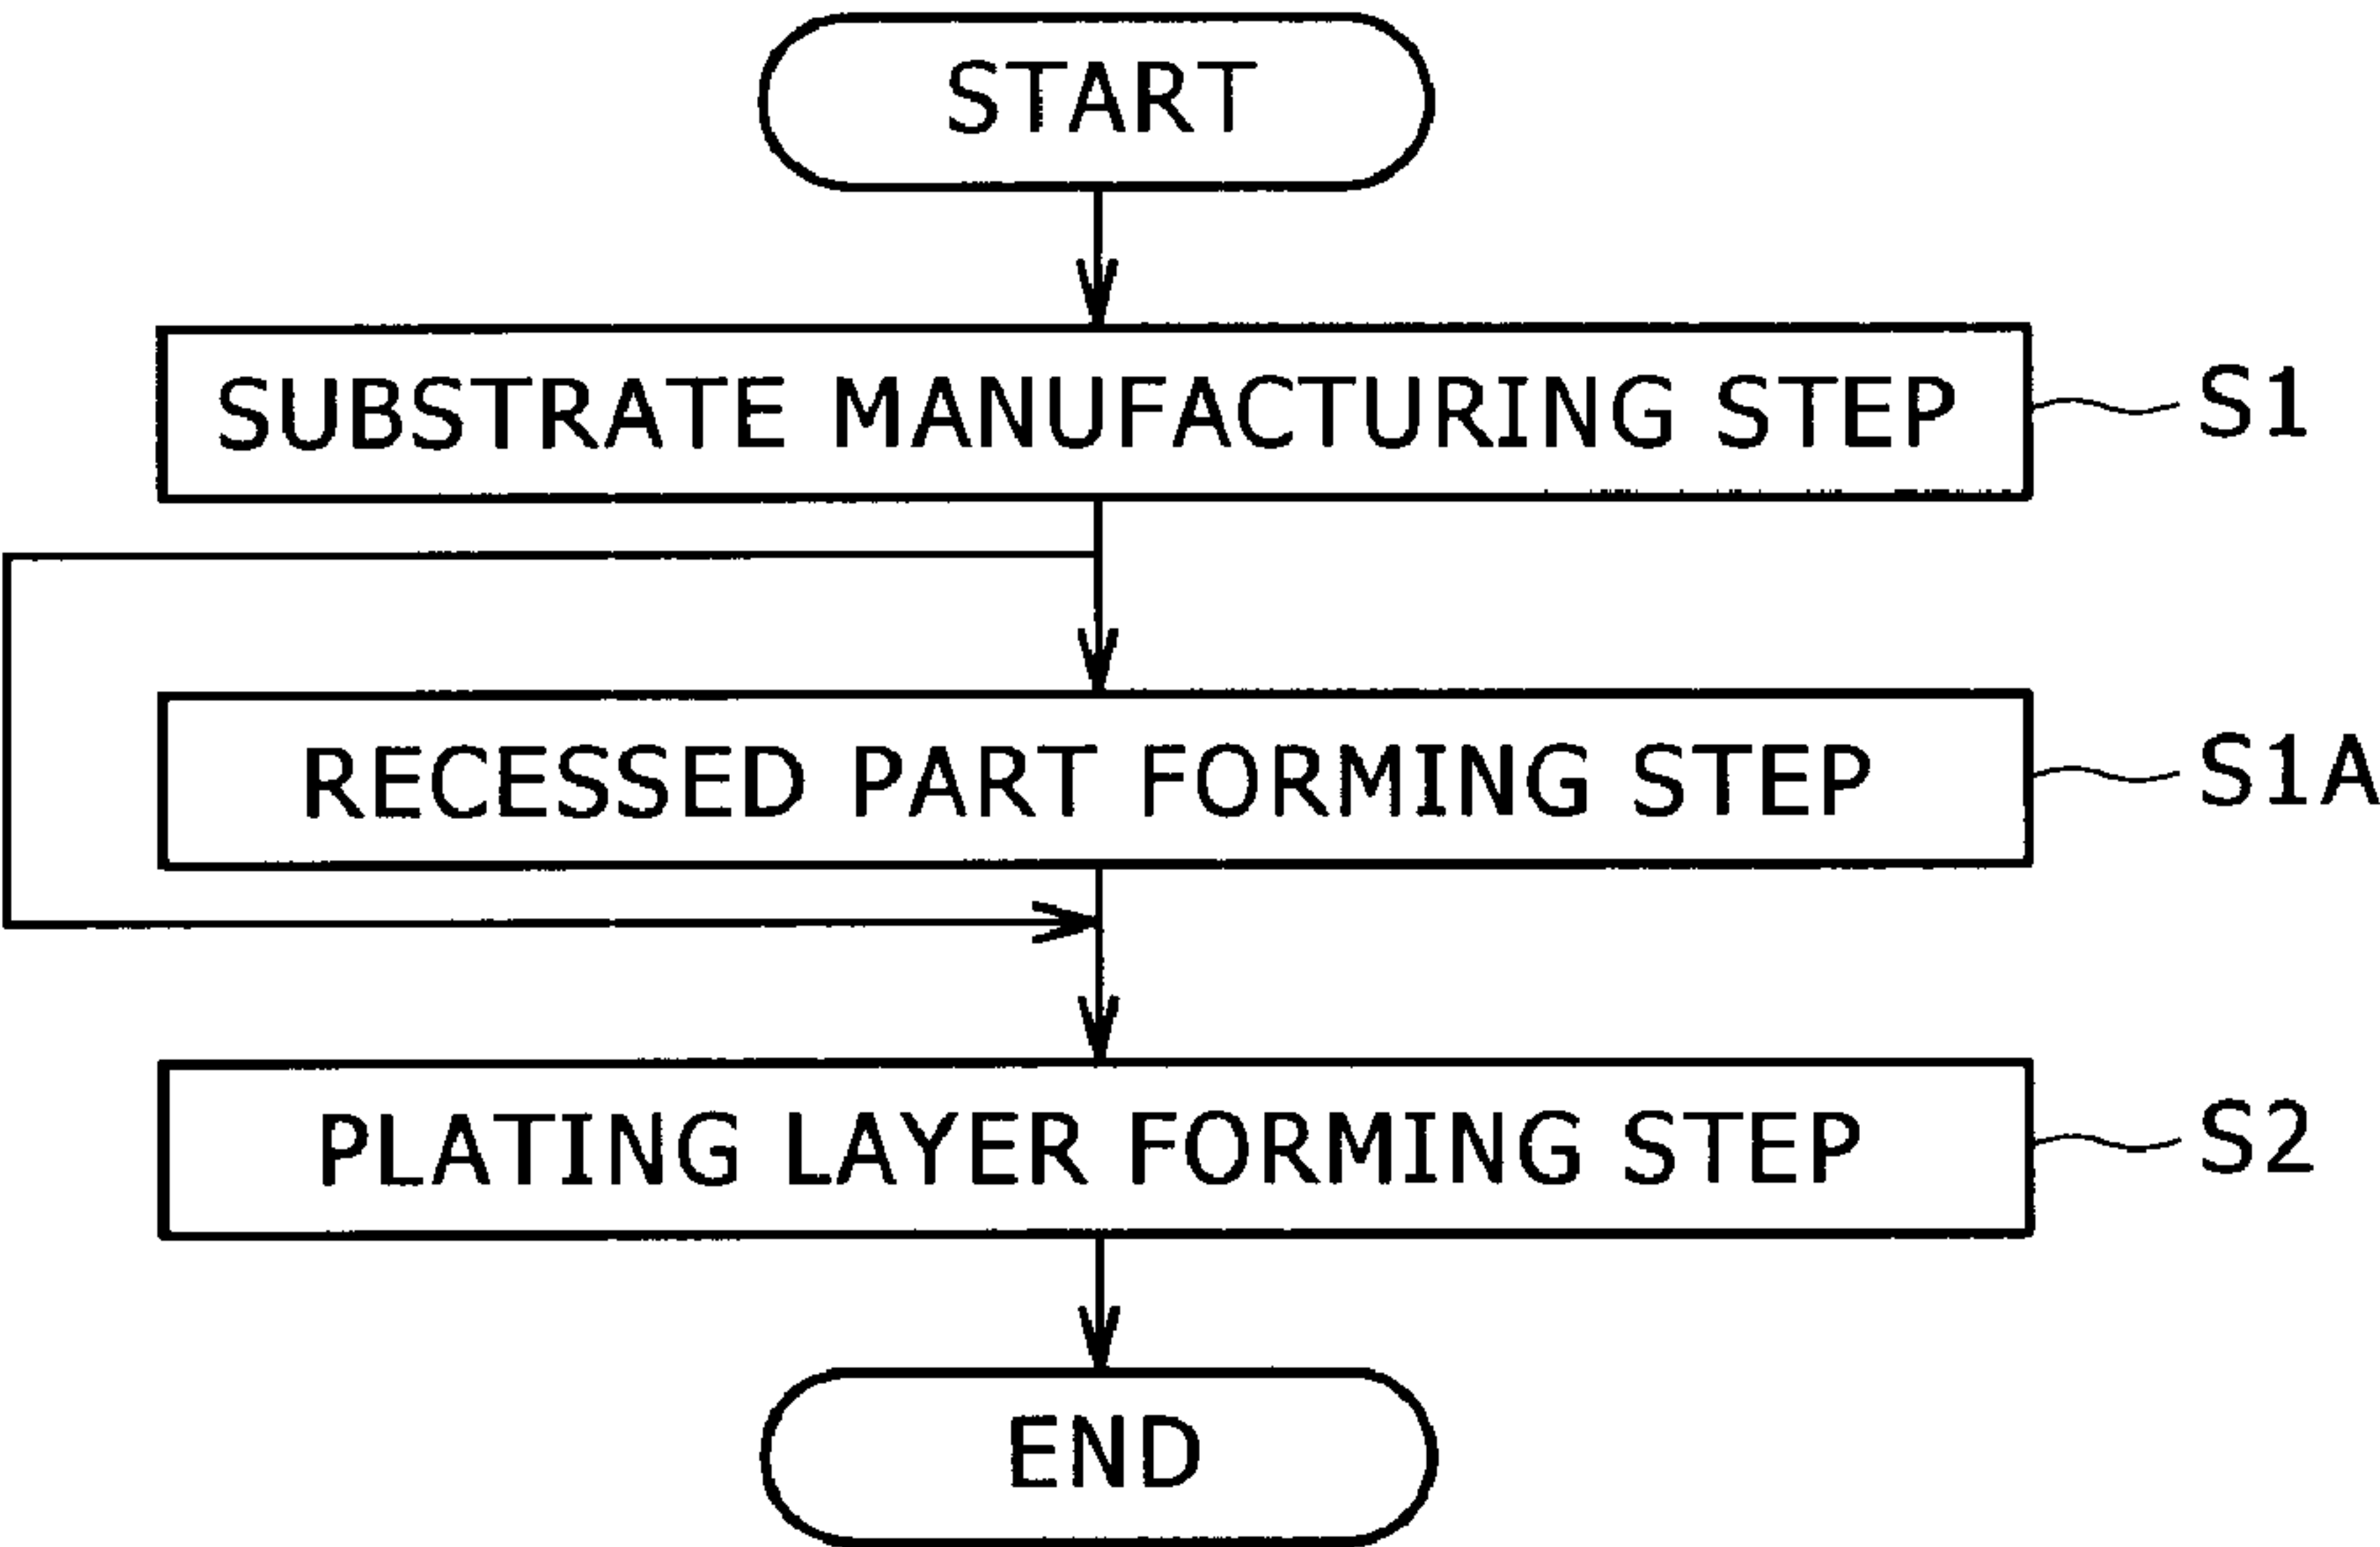 START
SUBSTRATE MANUFACTURING STEP S1
RECESSED PART FORMING STEP S1A
PLATING LAYER FORMING STEP S2
END